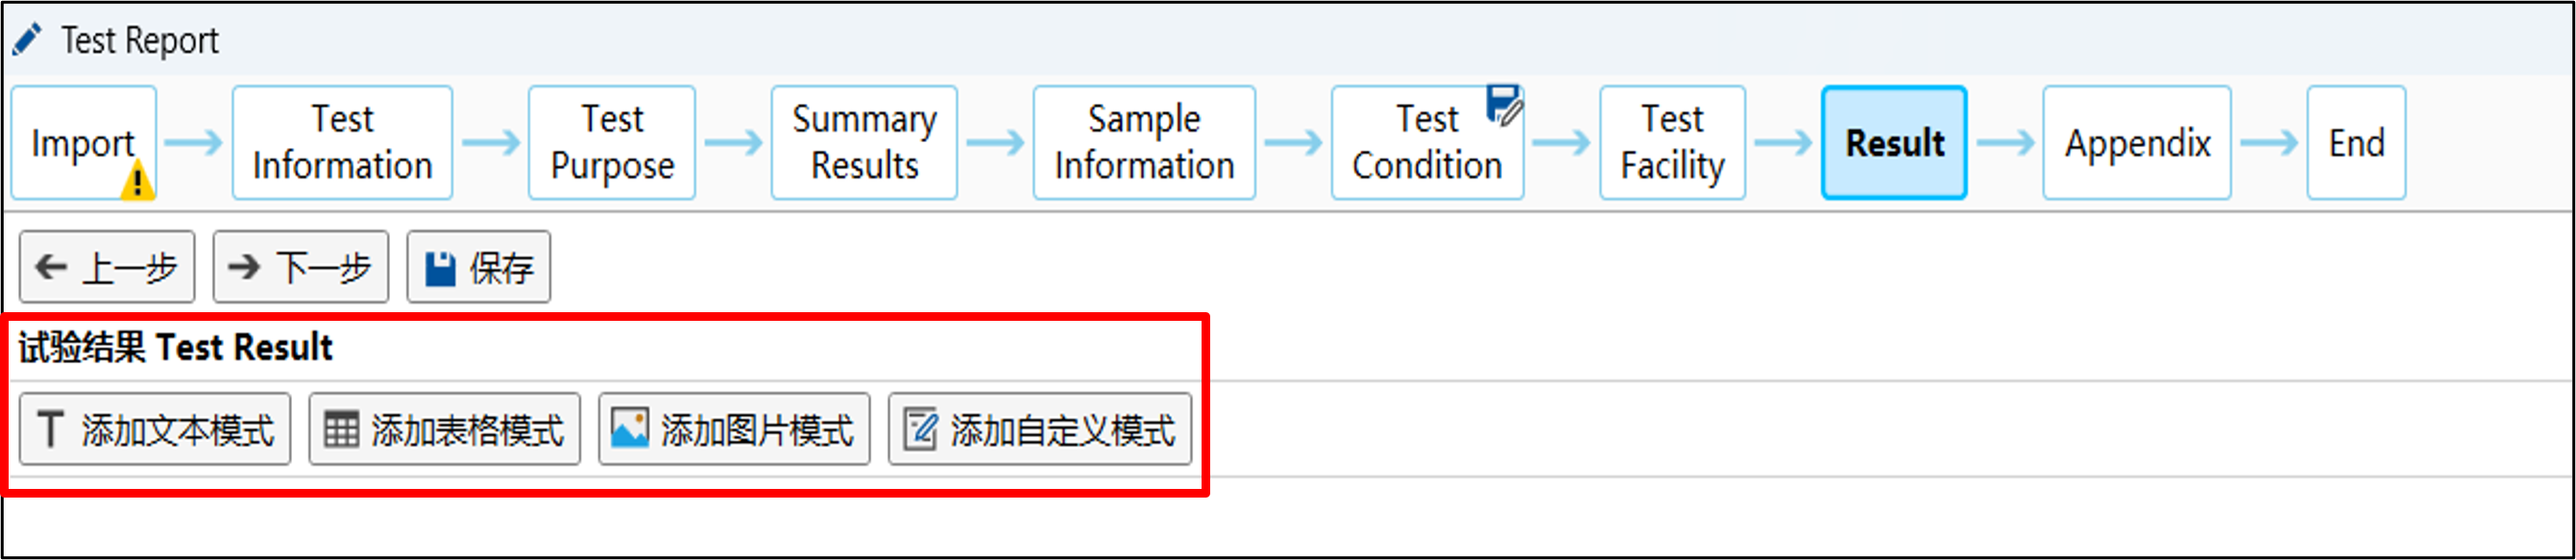 Test Report
Import
Test
Information
Test
Purpose
Summary
Results
Sample
Information
Test
Condition
Test
Facility
Result
Appendix
End
上一步
下一步
保存
试验结果 Test Result
添加文本模式
添加表格模式
添加图片模式
添加自定义模式